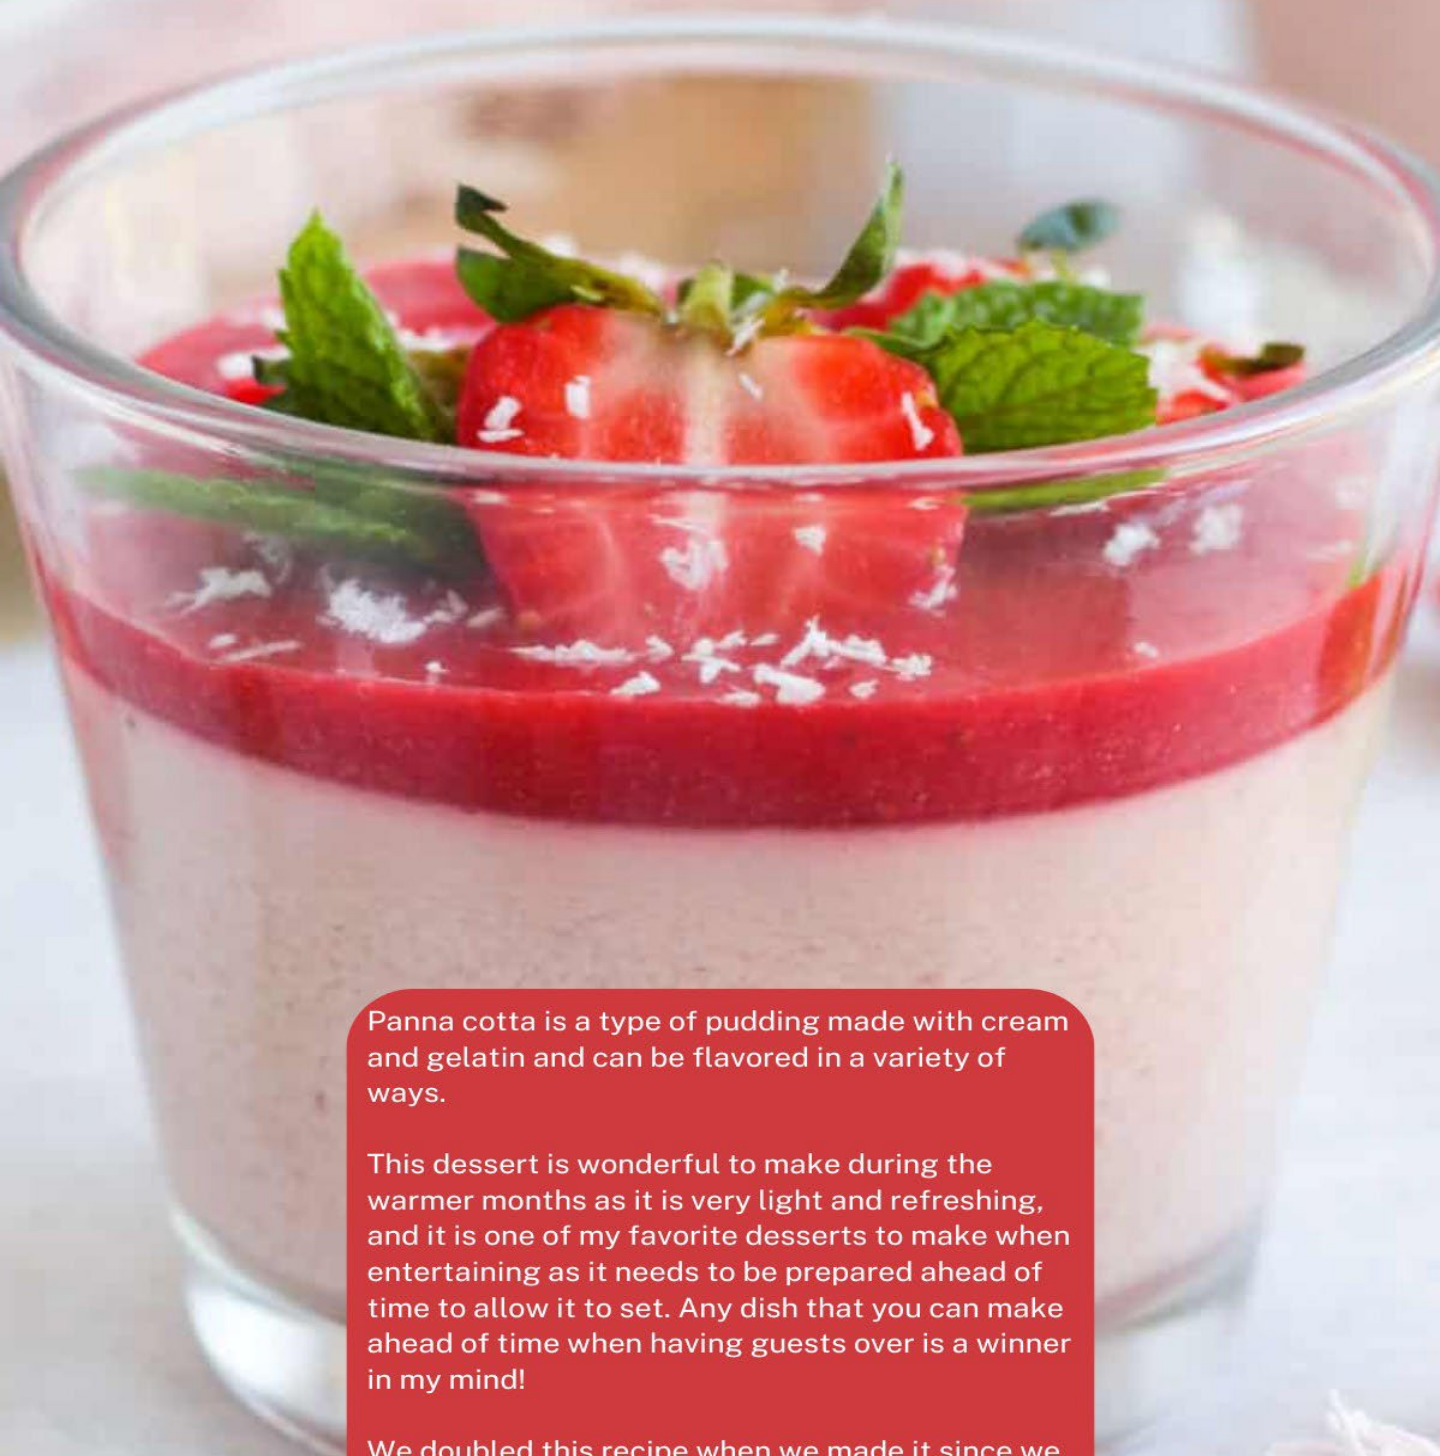 Panna cotta is a type of pudding made with cream
and gelatin and can be flavored in a variety of
ways.
This dessert is wonderful to make during the
warmer months as it is very light and refreshing,
and it is one of my favorite desserts to make when
entertaining as it needs to be prepared ahead of
time to allow it to set. Any dish that you can make
ahead of time when having guests over is a winner
in my mind!
We doubled this recipe when we made it since we